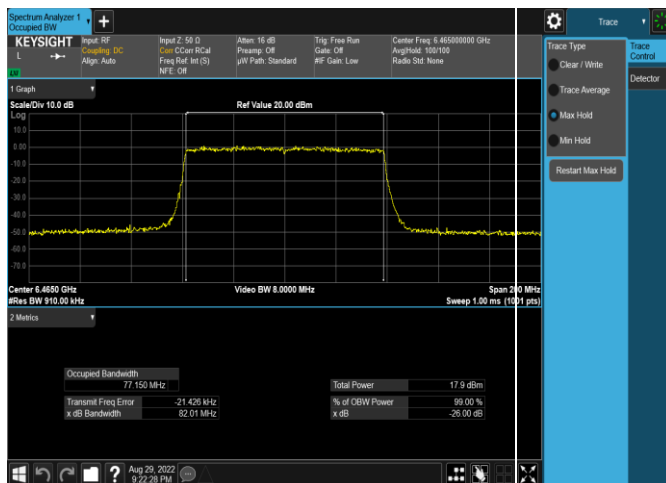 Spectrum Analyzer 1
Occupied BW
Trace
KEYSIGHT
L
Input: RF
Coupling: DC
Align: Auto
Input Z: 50 Ω
Corr CCorr RCal
Freq Ref: Int (S)
NFE: Off
Atten: 16 dB
Preamp: Off
µW Path: Standard
Trig: Free Run
Gate: Off
#IF Gain: Low
Center Freq: 6.465000000 GHz
Avg|Hold: 100/100
Radio Std: None
Trace Type
Clear / Write
Trace Average
Max Hold
Min Hold
Restart Max Hold
Trace
Control
Detector
1 Graph
Scale/Div 10.0 dB
Ref Value 20.00 dBm
Log
10.0
0.00
-10.0
-20.0
-30.0
-40.0
-50.0
-60.0
-70.0
Center 6.4650 GHz
#Res BW 910.00 kHz
Video BW 8.0000 MHz
Span 200 MHz
Sweep 1.00 ms (1001 pts)
2 Metrics
Occupied Bandwidth
77.150 MHz
Transmit Freq Error -21.426 kHz
x dB Bandwidth 82.01 MHz
Total Power 17.9 dBm
% of OBW Power 99.00 %
x dB -26.00 dB
?
Aug 29, 2022
9:22:28 PM